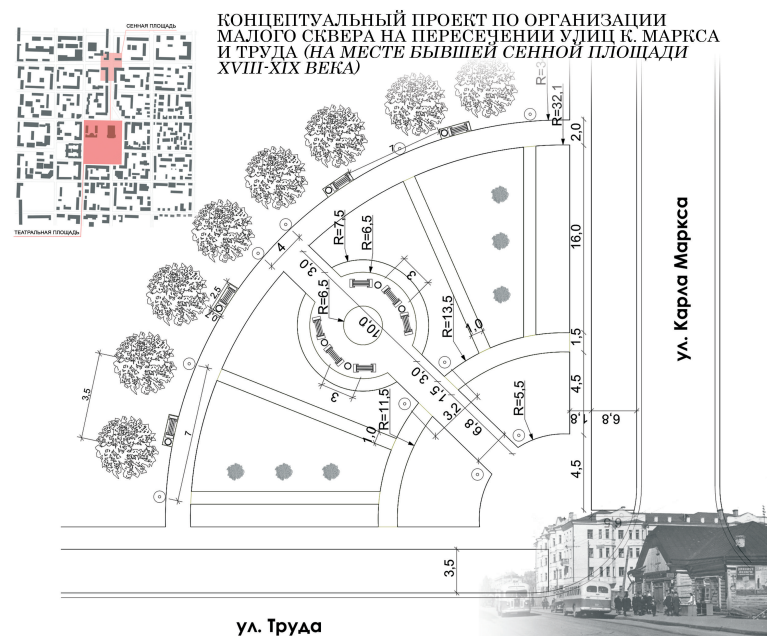 КОНЦЕПТУАЛЬНЫЙ ПРОЕКТ ПО ОРГАНИЗАЦИИ
МАЛОГО СКВЕРА НА ПЕРЕСЕЧЕНИИ УЛИЦ К. МАРКСА
И ТРУДА (НА МЕСТЕ БЫВШЕЙ СЕННОЙ ПЛОЩАДИ
XVIII-XIX ВЕКА)
СЕННАЯ ПЛОЩАДЬ
ТЕАТРАЛЬНАЯ ПЛОЩАДЬ
R=32,1
2,0
7
16,0
ул. Карла Маркса
4
3,0
R=7,5
R=6,5
3
R=6,5
10,0
R=13,5
1,0
2,5
1,5
3,5
3
1,5
3,0
4,5
R=5,5
R=11,5
3,2
6,8
1,8
6,8
7
1,0
4,5
6,5
3,5
ул. Труда